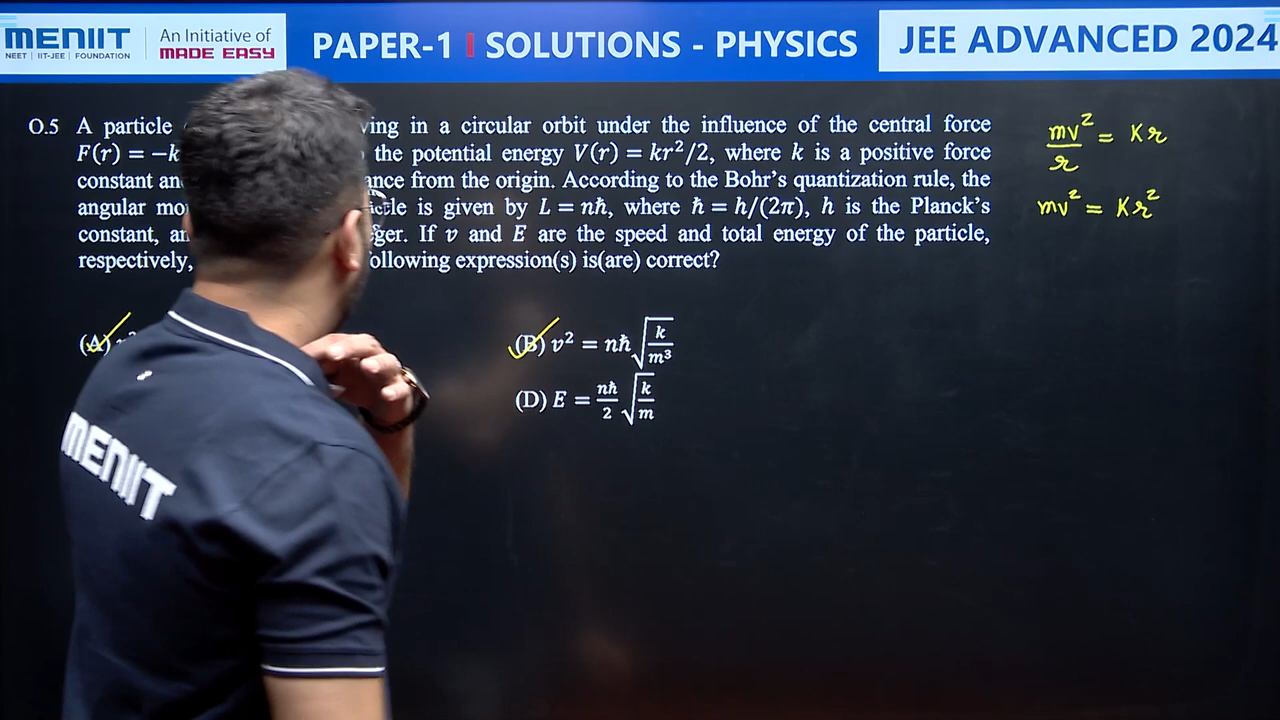 MENIIT
NEET | IIT-JEE | FOUNDATION
An Initiative of
MADE EASY
PAPER-1 | SOLUTIONS - PHYSICS
JEE ADVANCED 2024
Q.5 A particle ving in a circular orbit under the influence of the central force
F(r) = −k the potential energy V(r) = kr²/2, where k is a positive force
constant an ance from the origin. According to the Bohr’s quantization rule, the
angular mo icle is given by L = nℏ, where ℏ = h/(2π), h is the Planck’s
constant, an ger. If v and E are the speed and total energy of the particle,
respectively, ollowing expression(s) is(are) correct?
(A)
(B) v² = nℏ√(k/m³)
(D) E = nℏ/2 √(k/m)
mv²/r = Kr
mv² = Kr²
MENIIT